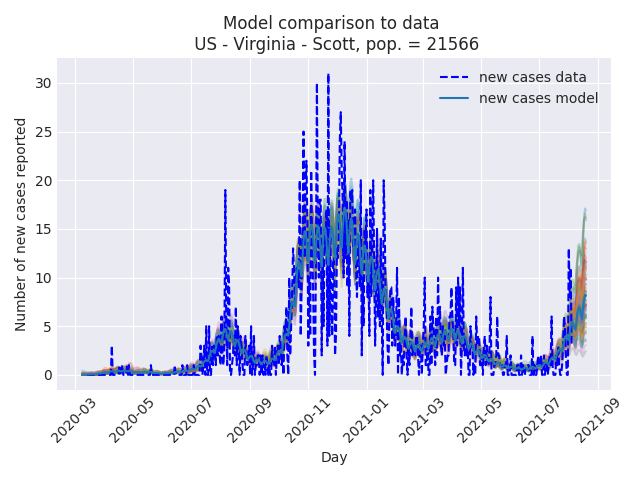 Model comparison to data
US - Virginia - Scott, pop. = 21566
new cases data
new cases model
Number of new cases reported
30
25
20
15
10
5
0
2020-03
2020-05
2020-07
2020-09
2020-11
2021-01
2021-03
2021-05
2021-07
2021-09
Day